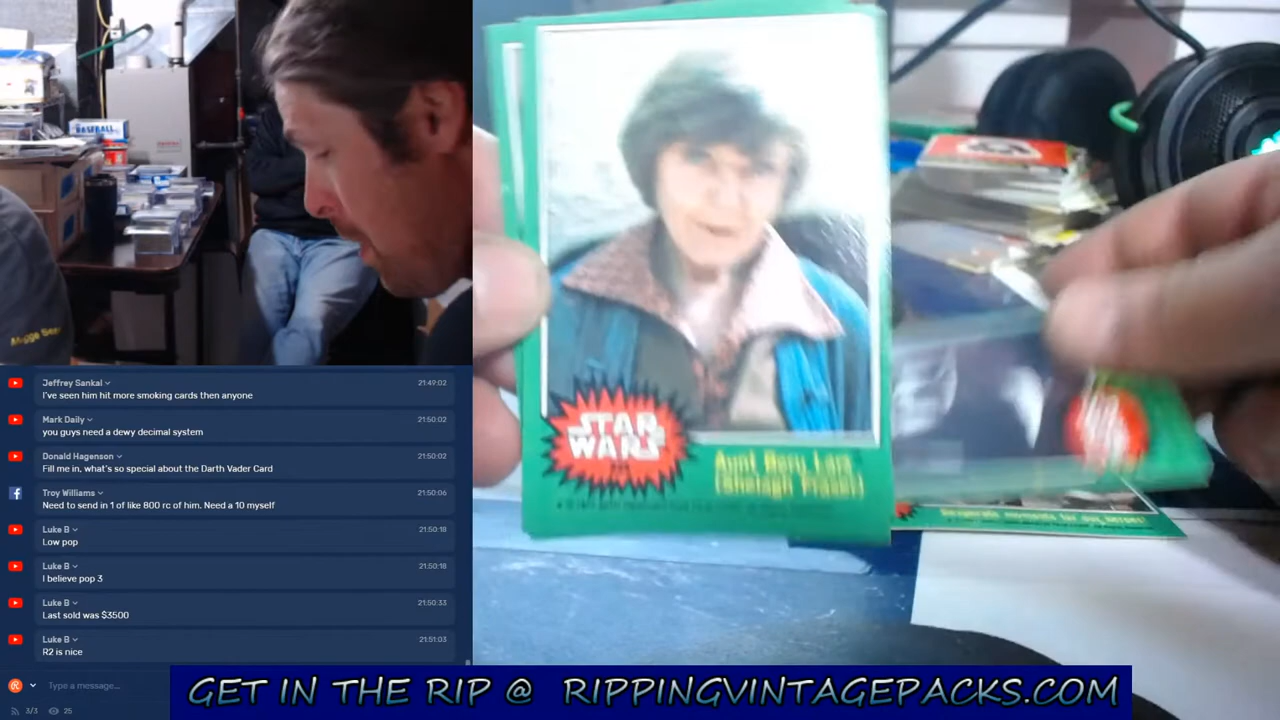 BASEBALL
Jeffrey Sankal
21:49:02
I've seen him hit more smoking cards then anyone
Mark Daily
21:50:02
you guys need a dewy decimal system
Donald Hagenson
21:50:02
Fill me in, what's so special about the Darth Vader Card
Troy Williams
21:50:06
Need to send in 1 of like 800 rc of him. Need a 10 myself
Luke B
21:50:18
Low pop
Luke B
21:50:18
I believe pop 3
Luke B
21:50:33
Last sold was $3500
Luke B
21:51:03
R2 is nice
Type a message...
3/3
25
STAR
WARS
Aunt Beru Lars
(Shelagh Fraser)
GET IN THE RIP @ RIPPINGVINTAGEPACKS.COM